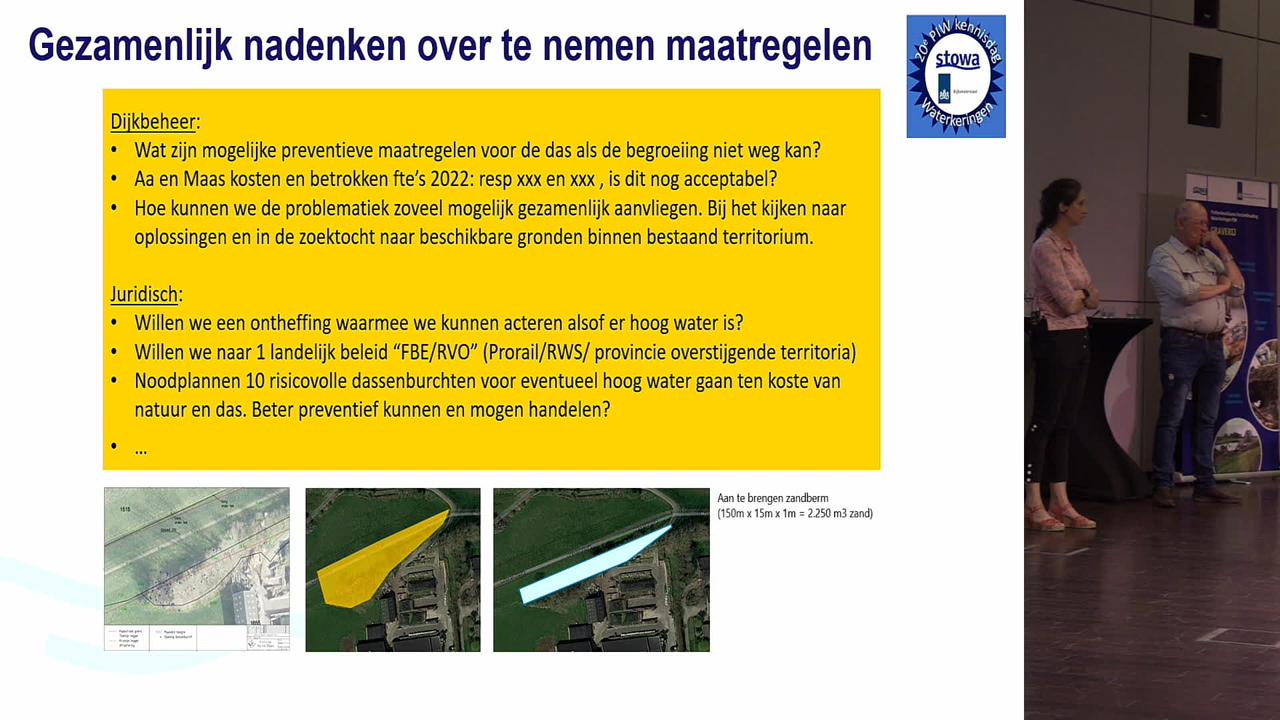 Gezamenlijk nadenken over te nemen maatregelen
20e PIW kennisdag
stowa
Rijkswaterstaat
Waterkeringen
Dijkbeheer:
• Wat zijn mogelijke preventieve maatregelen voor de das als de begroeiing niet weg kan?
• Aa en Maas kosten en betrokken fte's 2022: resp xxx en xxx , is dit nog acceptabel?
• Hoe kunnen we de problematiek zoveel mogelijk gezamenlijk aanvliegen. Bij het kijken naar
oplossingen en in de zoektocht naar beschikbare gronden binnen bestaand territorium.
Juridisch:
• Willen we een ontheffing waarmee we kunnen acteren alsof er hoog water is?
• Willen we naar 1 landelijk beleid “FBE/RVO” (Prorail/RWS/ provincie overstijgende territoria)
• Noodplannen 10 risicovolle dassenburchten voor eventueel hoog water gaan ten koste van
natuur en das. Beter preventief kunnen en mogen handelen?
• ...
Aan te brengen zandberm
(150m x 15m x 1m = 2.250 m3 zand)
1515